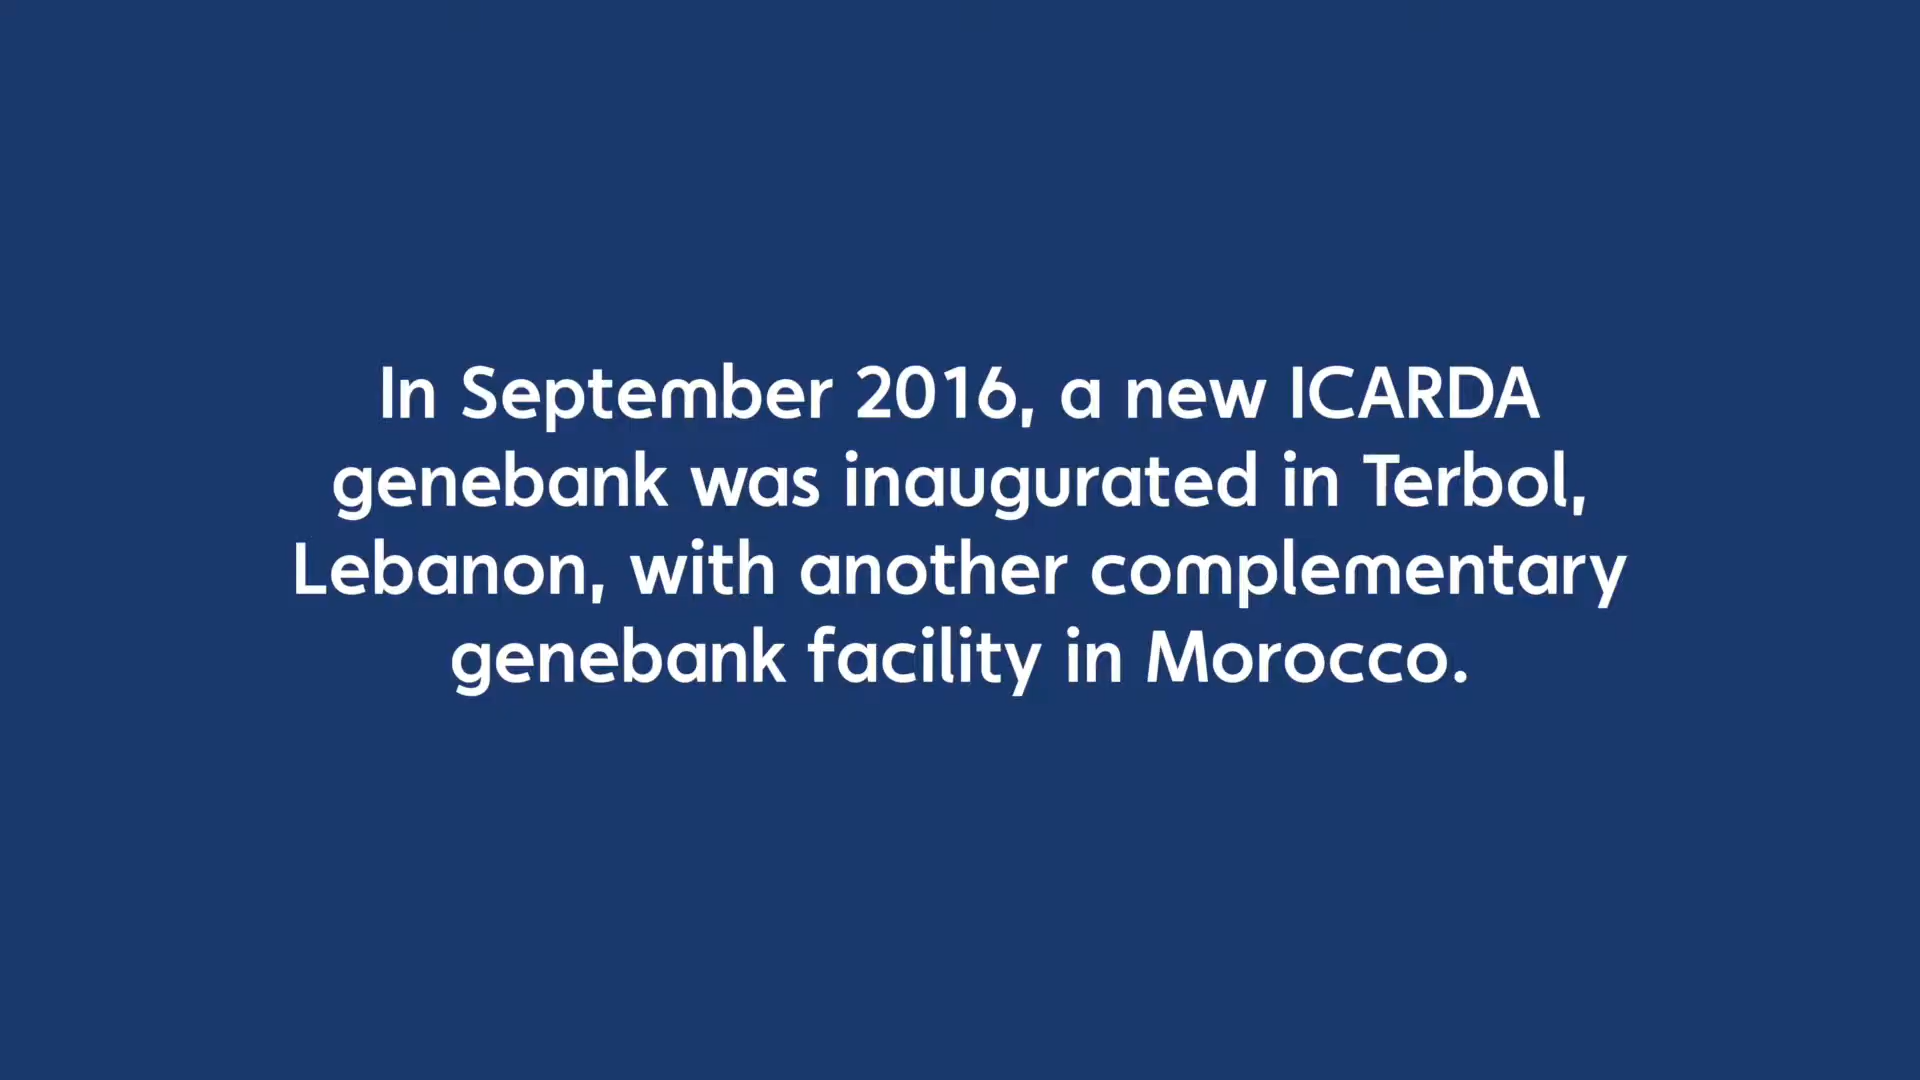 In September 2016, a new ICARDA
genebank was inaugurated in Terbol,
Lebanon, with another complementary
genebank facility in Morocco.